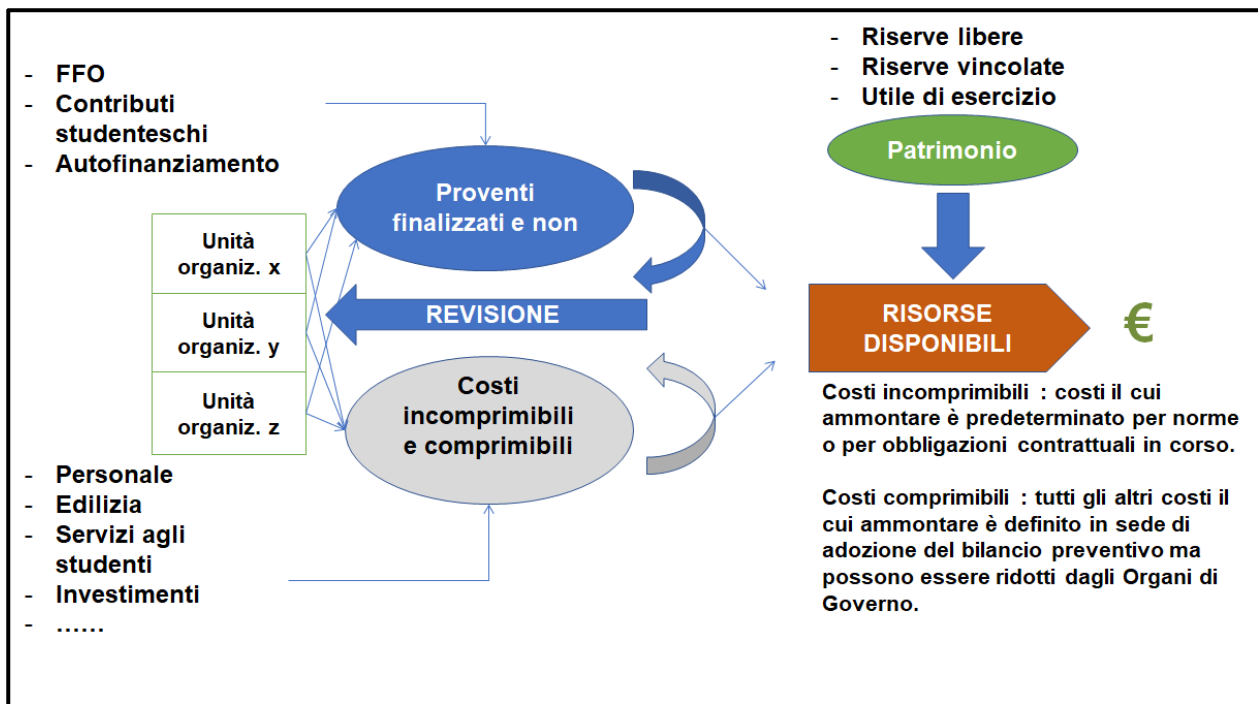 - FFO
- Contributi
studenteschi
- Autofinanziamento
- Riserve libere
- Riserve vincolate
- Utile di esercizio
Patrimonio
Proventi
finalizzati e non
Unità
organiz. x
Unità
organiz. y
Unità
organiz. z
REVISIONE
Costi
incomprimibili
e comprimibili
RISORSE
DISPONIBILI
€
- Personale
- Edilizia
- Servizi agli
studenti
- Investimenti
- ……
Costi incomprimibili : costi il cui
ammontare è predeterminato per norme
o per obbligazioni contrattuali in corso.
Costi comprimibili : tutti gli altri costi il
cui ammontare è definito in sede di
adozione del bilancio preventivo ma
possono essere ridotti dagli Organi di
Governo.